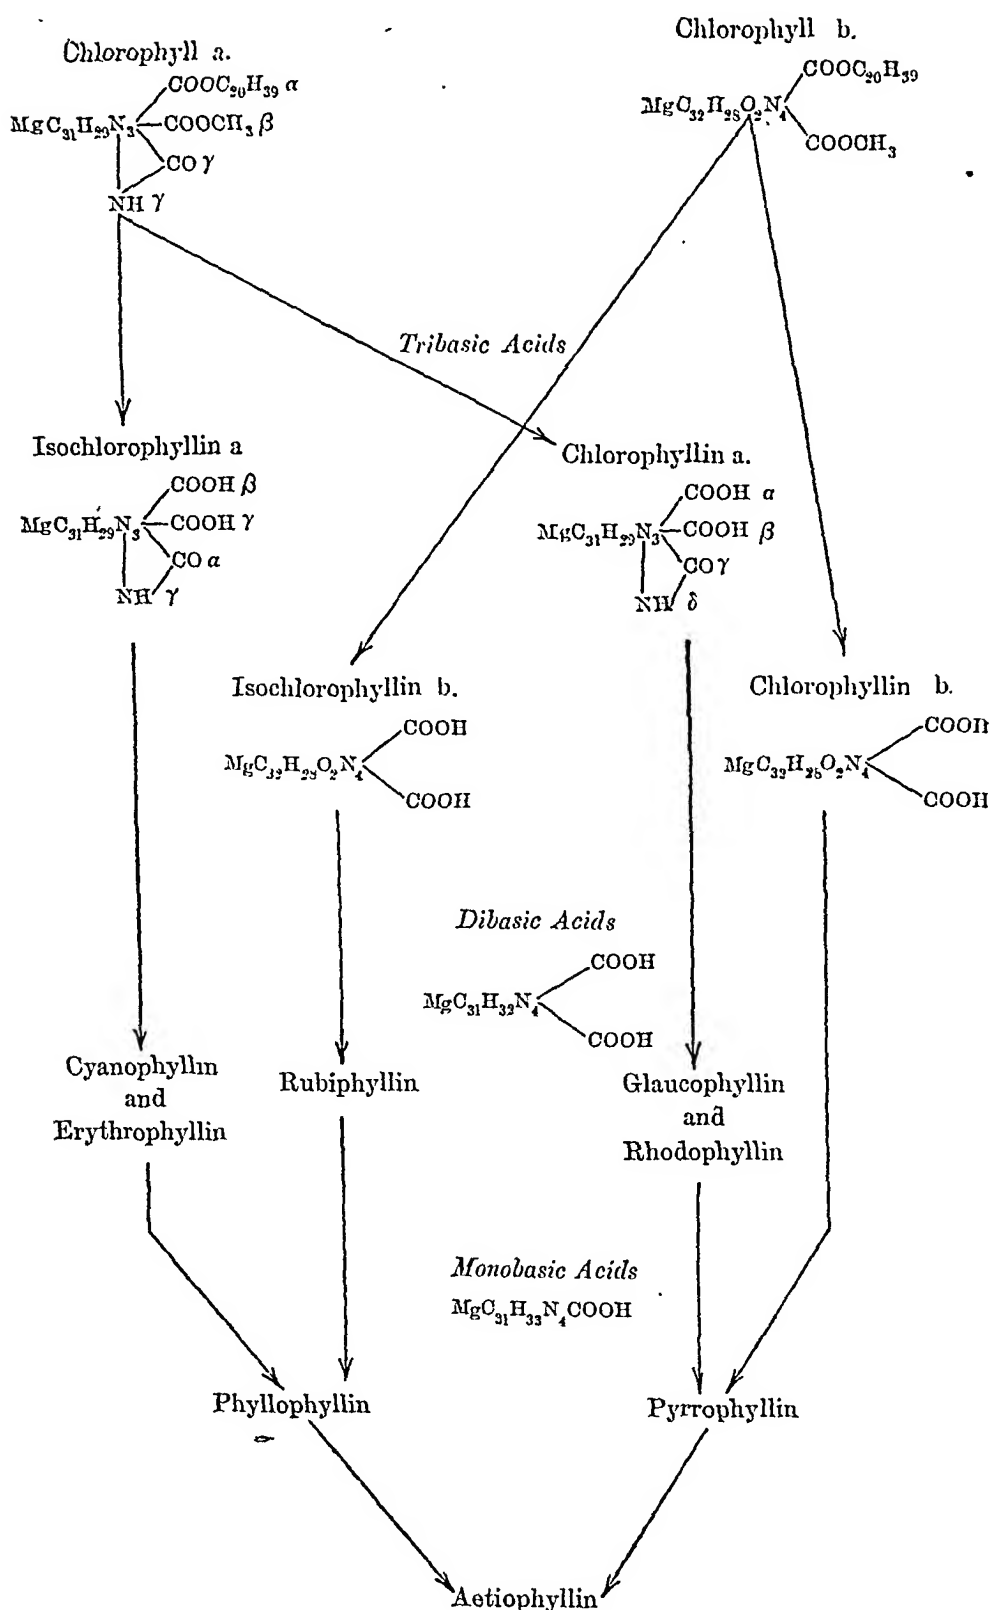 Chlorophyll a.
COOC₂₀H₃₉ α
MgC₃₁H₂₉N₃ COOCH₃ β
CO γ
NH γ
Chlorophyll b.
COOC₂₀H₃₉
MgC₃₂H₂₈O₂N₄
COOCH₃
Tribasic Acids
Isochlorophyllin a
COOH β
MgC₃₁H₂₉N₃ COOH γ
CO α
NH γ
Chlorophyllin a.
COOH α
MgC₃₁H₂₉N₃ COOH β
CO γ
NH δ
Isochlorophyllin b.
COOH
MgC₃₂H₂₈O₂N₄
COOH
Chlorophyllin b.
COOH
MgC₃₂H₂₈O₂N₄
COOH
Dibasic Acids
COOH
MgC₃₁H₃₂N₄
COOH
Cyanophyllin
and
Erythrophyllin
Rubiphyllin
Glaucophyllin
and
Rhodophyllin
Monobasic Acids
MgC₃₁H₃₃N₄COOH
Phyllophyllin
Pyrrophyllin
Aetiophyllin